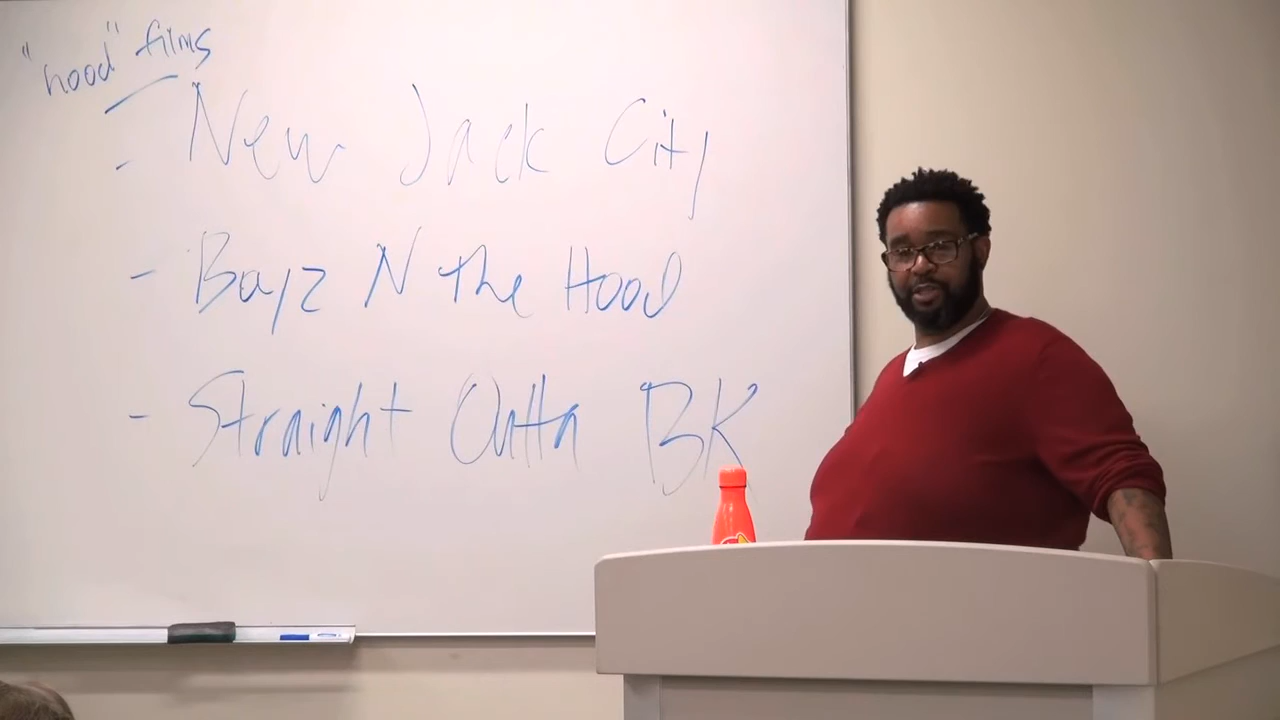 "hood" films
- New Jack City
- Boyz N the Hood
- Straight Outta BK